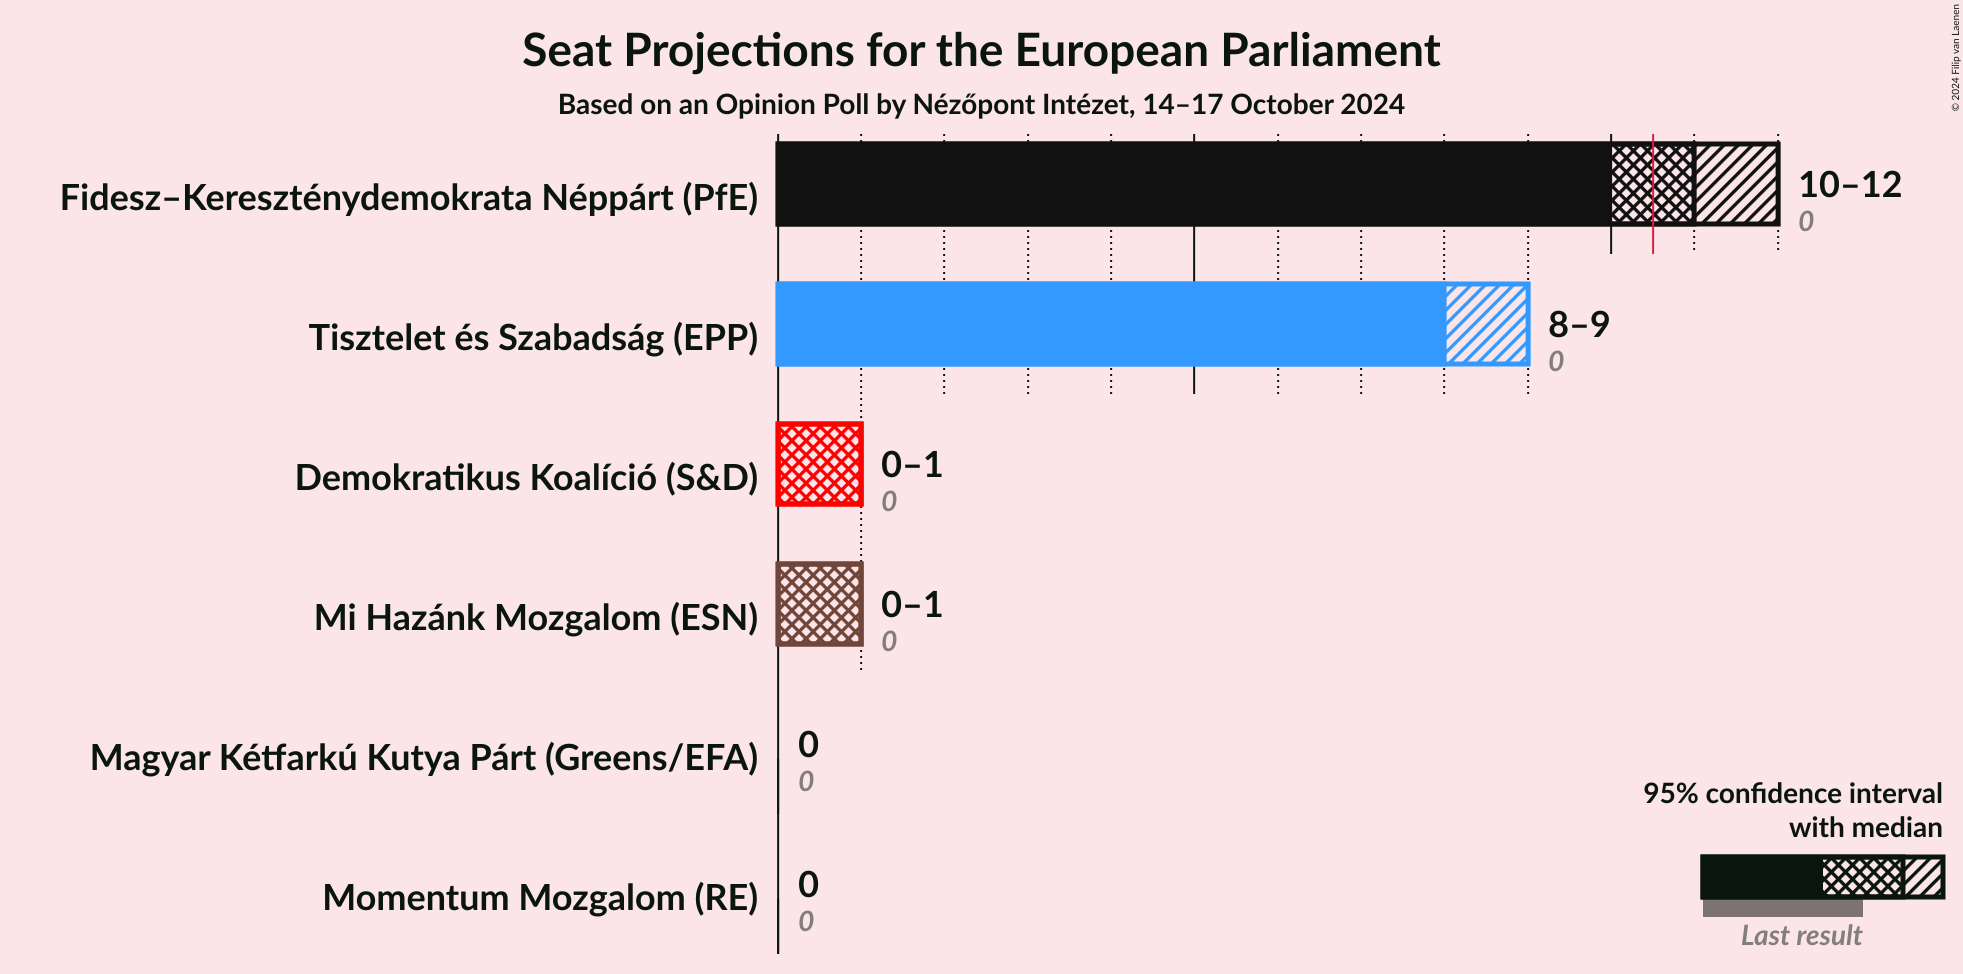 Seat Projections for the European Parliament
Based on an Opinion Poll by Nézőpont Intézet, 14–17 October 2024
© 2024 Filip van Laenen
Fidesz–Kereszténydemokrata Néppárt (PfE)
10–12
0
Tisztelet és Szabadság (EPP)
8–9
0
Demokratikus Koalíció (S&D)
0–1
0
Mi Hazánk Mozgalom (ESN)
0–1
0
Magyar Kétfarkú Kutya Párt (Greens/EFA)
0
0
Momentum Mozgalom (RE)
0
0
95% confidence interval
with median
Last result